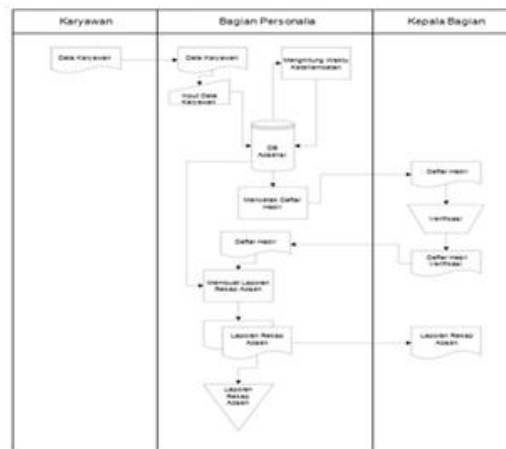 Karyawan
Bagian Personalia
Kepala Bagian
Data Karyawan
Data Karyawan
Menghitung Waktu
Keterlambatan
Input Data
Karyawan
DB
Absensi
Mencetak Daftar
Hadir
Daftar Hadir
Verifikasi
Daftar Hadir
Daftar Hadir
Verifikasi
Membuat Laporan
Rekap Absen
Laporan Rekap
Absen
Laporan Rekap
Absen
Laporan
Rekap
Absen